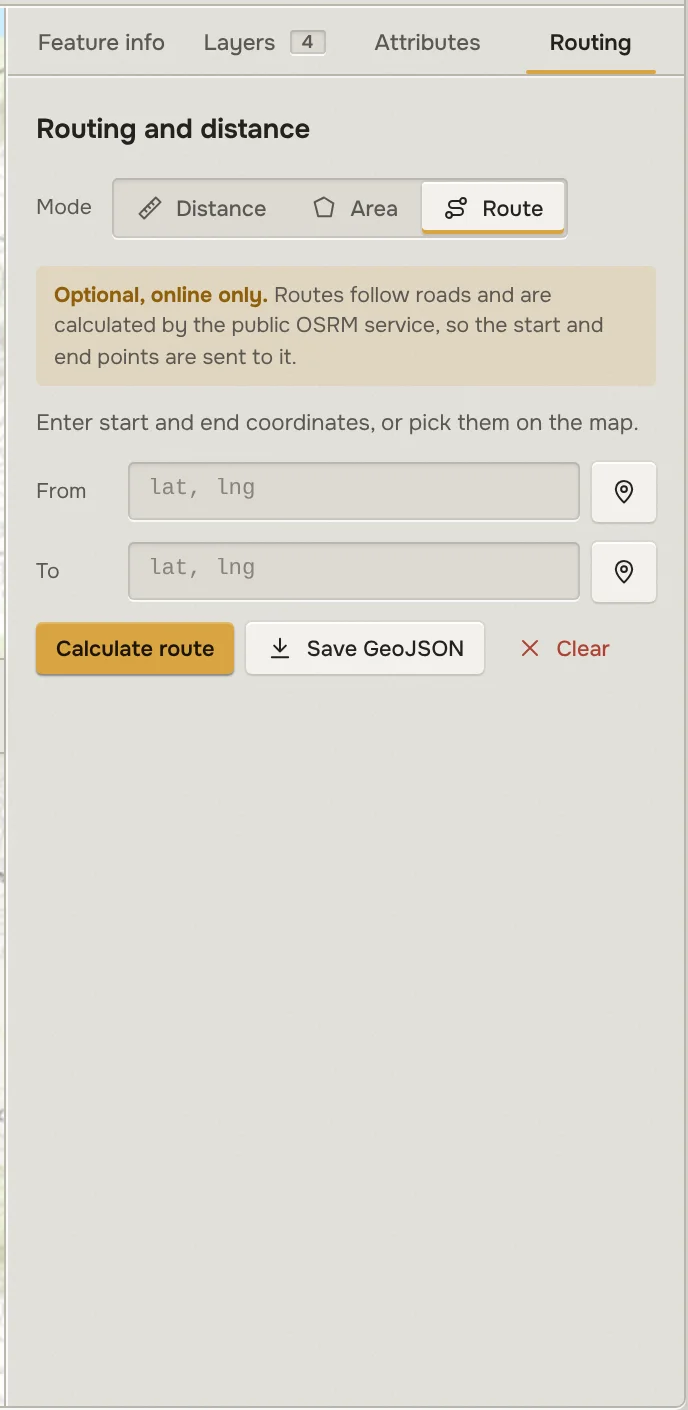 Feature info Layers 4 Attributes Routing
Routing and distance
Mode Distance Area Route
Optional, online only. Routes follow roads and are
calculated by the public OSRM service, so the start and
end points are sent to it.
Enter start and end coordinates, or pick them on the map.
From lat, lng
To lat, lng
Calculate route Save GeoJSON Clear